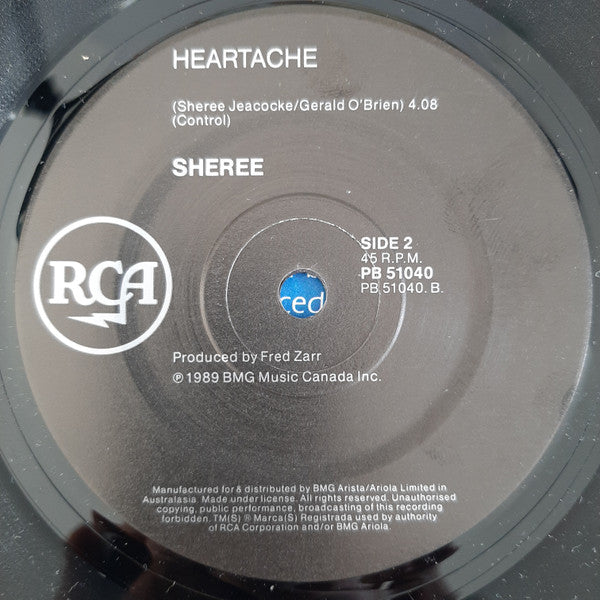 HEARTACHE
(Sheree Jeacocke/Gerald O'Brien) 4.08
(Control)
SHEREE
SIDE 2
45 R.P.M.
PB 51040
PB 51040. B.
RCA
ced
Produced by Fred Zarr
℗ 1989 BMG Music Canada Inc.
Manufactured for & distributed by BMG Arista/Ariola Limited in
Australasia. Made under license. All rights reserved. Unauthorised
copying, public performance, broadcasting of this recording
forbidden. TM(S) ® Marca(S) Registrada used by authority
of RCA Corporation and/or BMG Ariola.